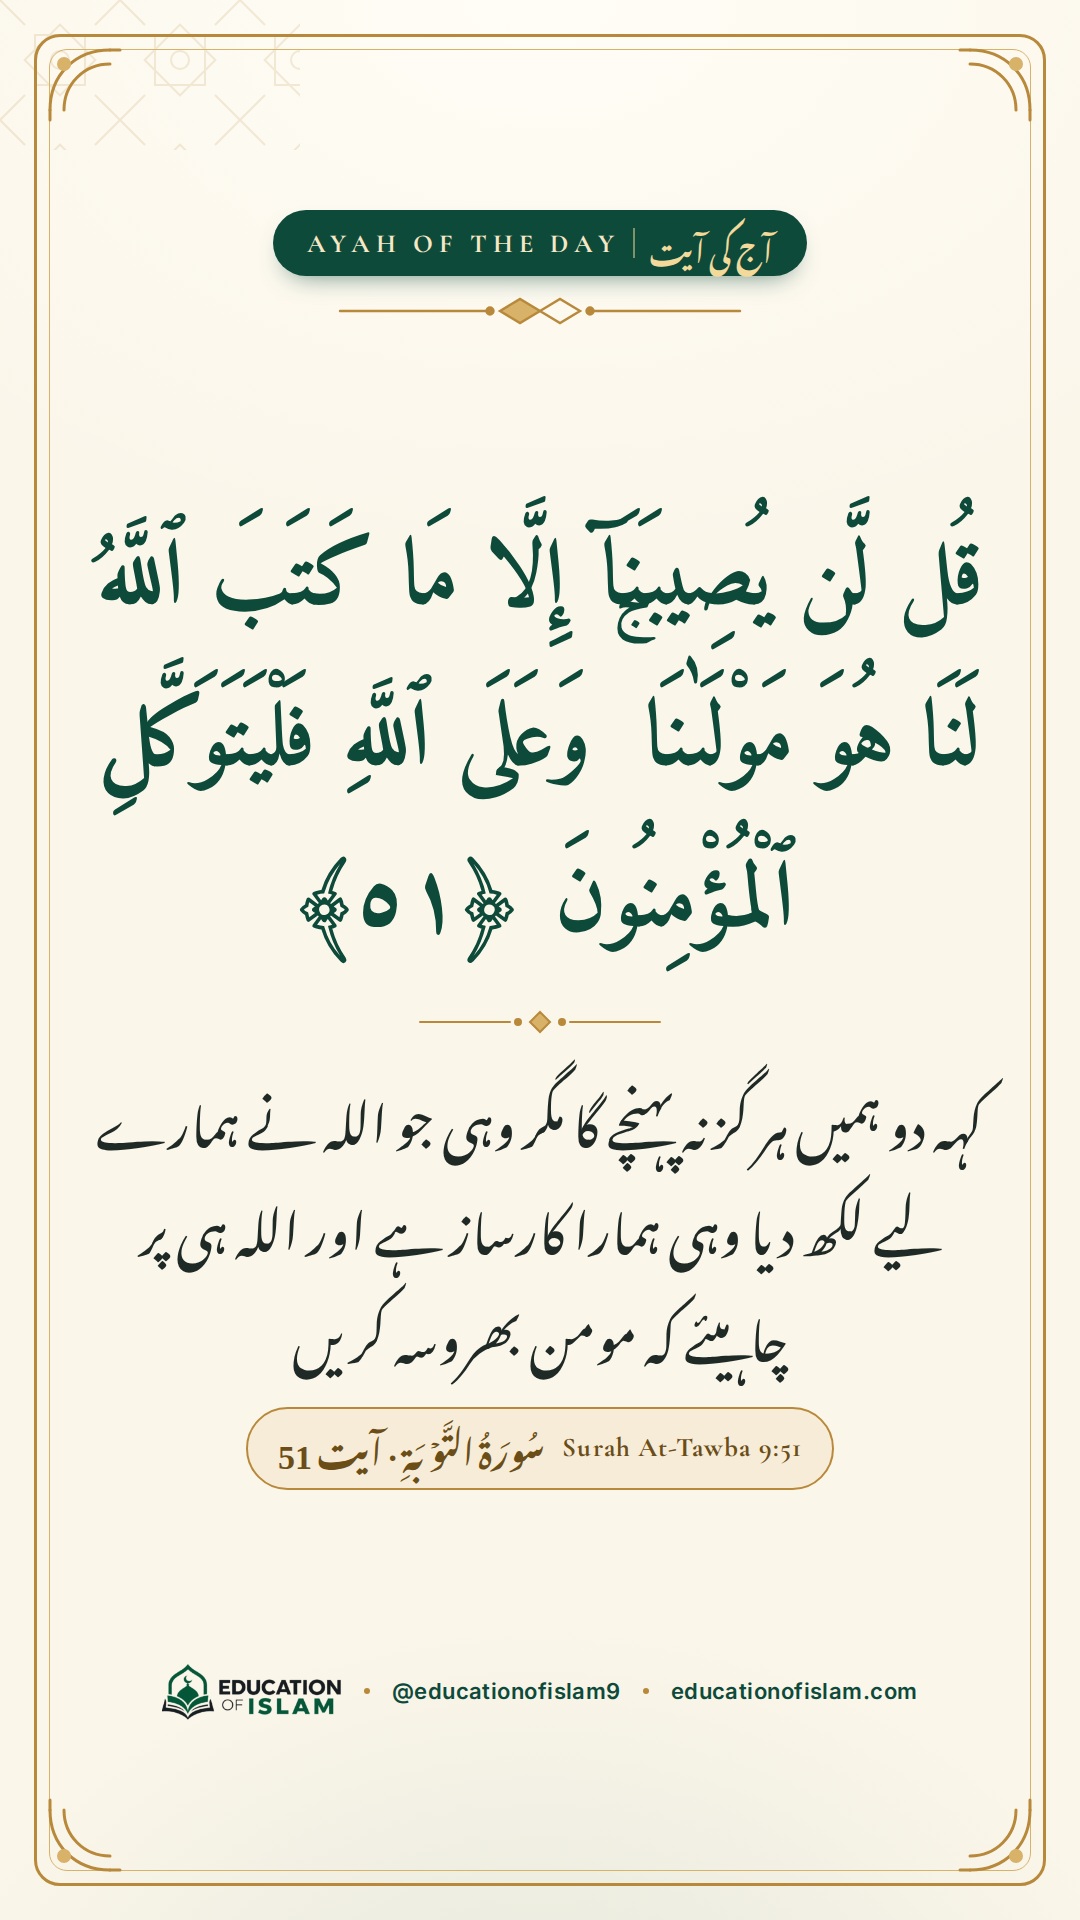 AYAH OF THE DAY | آج کی آیت
قُل لَّن يُصِيبَنَآ إِلَّا مَا كَتَبَ ٱللَّهُ
لَنَا هُوَ مَوْلَىٰنَا ۚ وَعَلَى ٱللَّهِ فَلْيَتَوَكَّلِ
ٱلْمُؤْمِنُونَ ﴿٥١﴾
کہہ دو ہمیں ہر گز نہ پہنچے گا مگر وہی جو اللہ نے ہمارے
لیے لکھ دیا وہی ہمارا کارساز ہے اور اللہ ہی پر
چاہیئے کہ مومن بھروسہ کریں
سُورَةُ التَّوۡبَةِ · آیت 51 Surah At-Tawba 9:51
EDUCATION OF ISLAM • @educationofislam9 • educationofislam.com